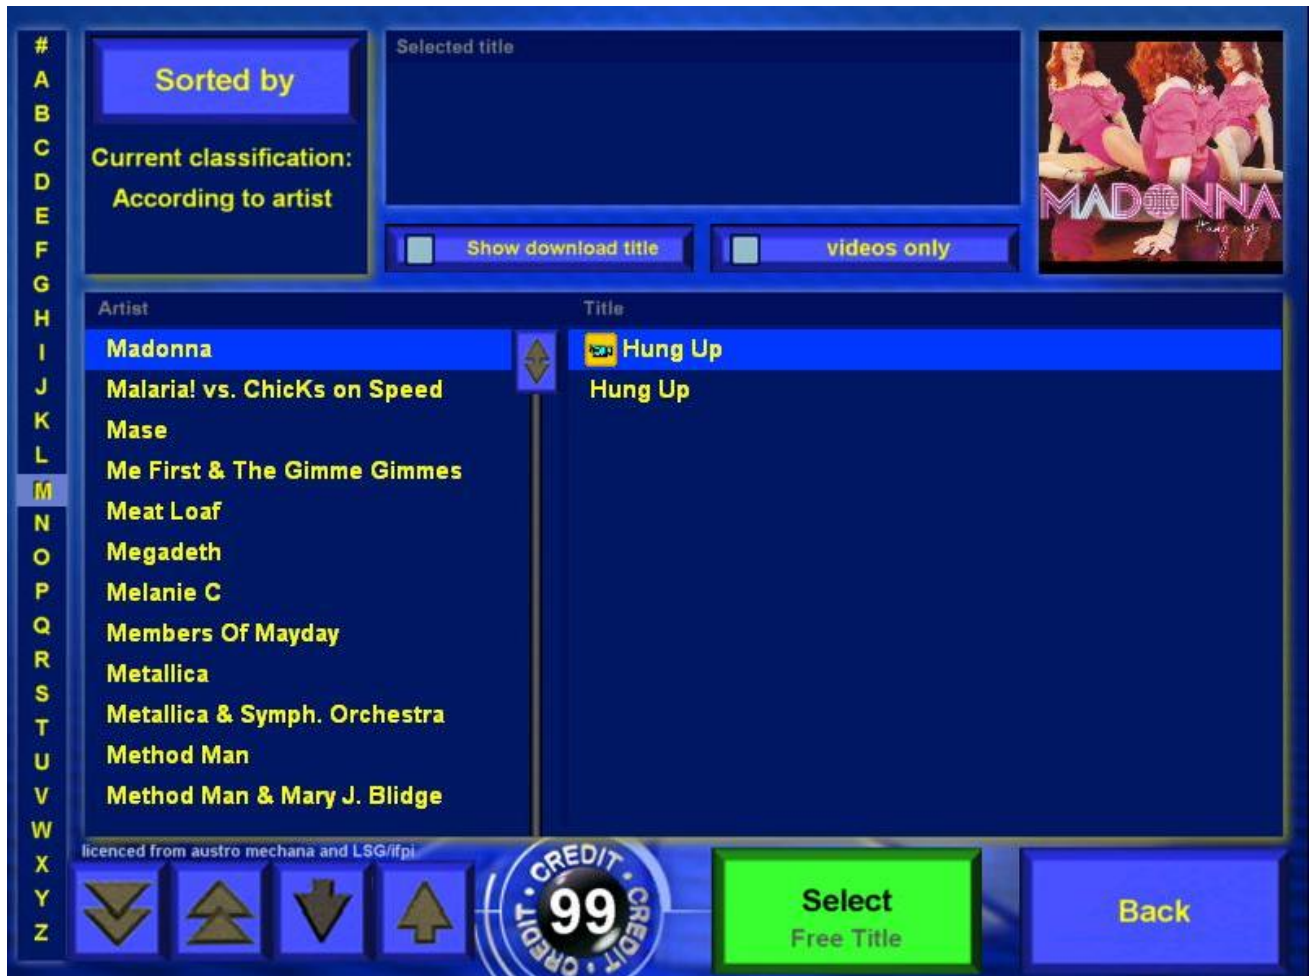 #
A
B
C
D
E
F
G
H
I
J
K
L
M
N
O
P
Q
R
S
T
U
V
W
X
Y
Z
Sorted by
Current classification:
According to artist
Selected title
Show download title
videos only
MADONNA
Hung up
Artist
Madonna
Malaria! vs. ChicKs on Speed
Mase
Me First & The Gimme Gimmes
Meat Loaf
Megadeth
Melanie C
Members Of Mayday
Metallica
Metallica & Symph. Orchestra
Method Man
Method Man & Mary J. Blidge
Title
Hung Up
Hung Up
licenced from austro mechana and LSG/ifpi
CREDIT · CREDIT · CREDIT · CREDIT ·
99
Select
Free Title
Back